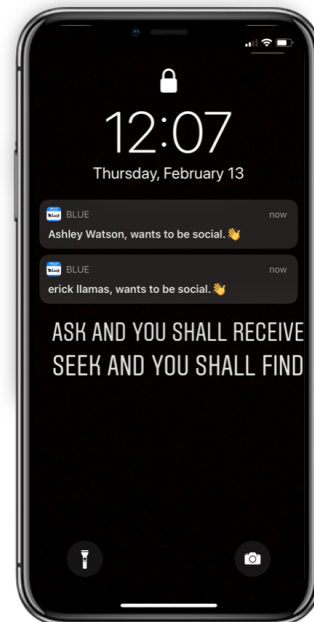 12:07
Thursday, February 13
BLUE now
Ashley Watson, wants to be social.👋
BLUE now
erick llamas, wants to be social.👋
ASK AND YOU SHALL RECEIVE
SEEK AND YOU SHALL FIND